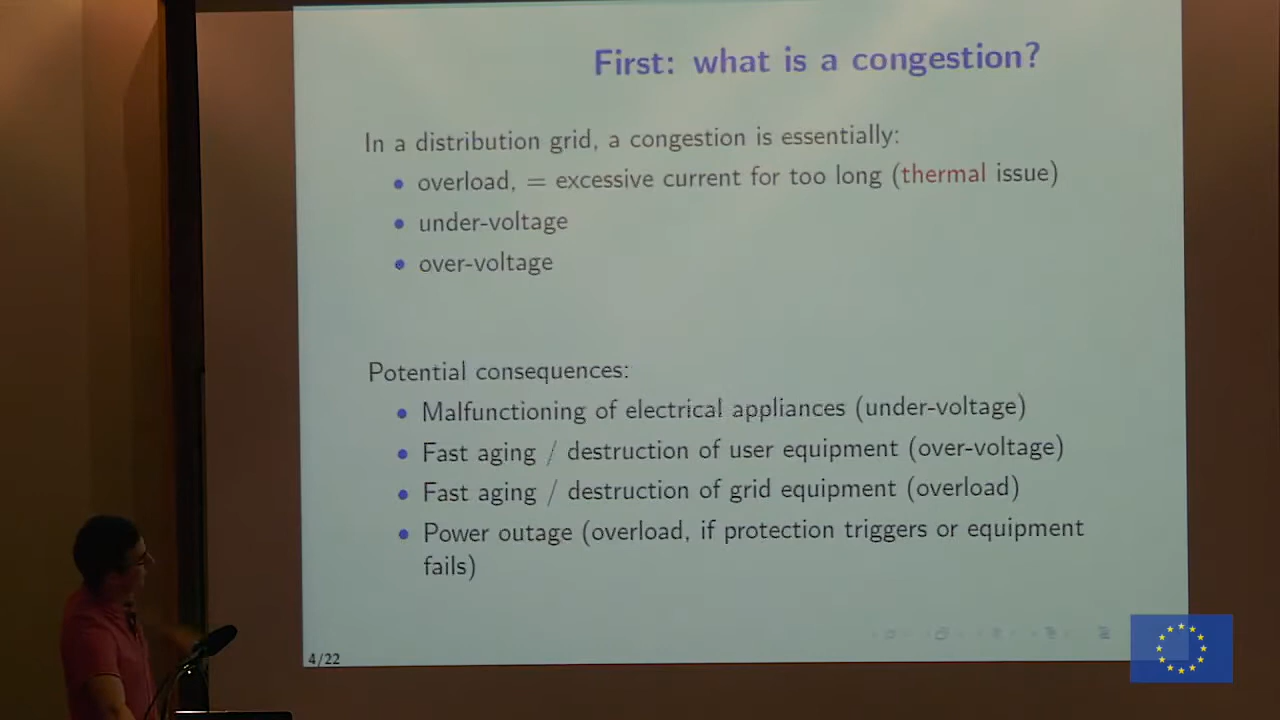 First: what is a congestion?
In a distribution grid, a congestion is essentially:
• overload, = excessive current for too long (thermal issue)
• under-voltage
• over-voltage
Potential consequences:
• Malfunctioning of electrical appliances (under-voltage)
• Fast aging / destruction of user equipment (over-voltage)
• Fast aging / destruction of grid equipment (overload)
• Power outage (overload, if protection triggers or equipment
fails)
4/22